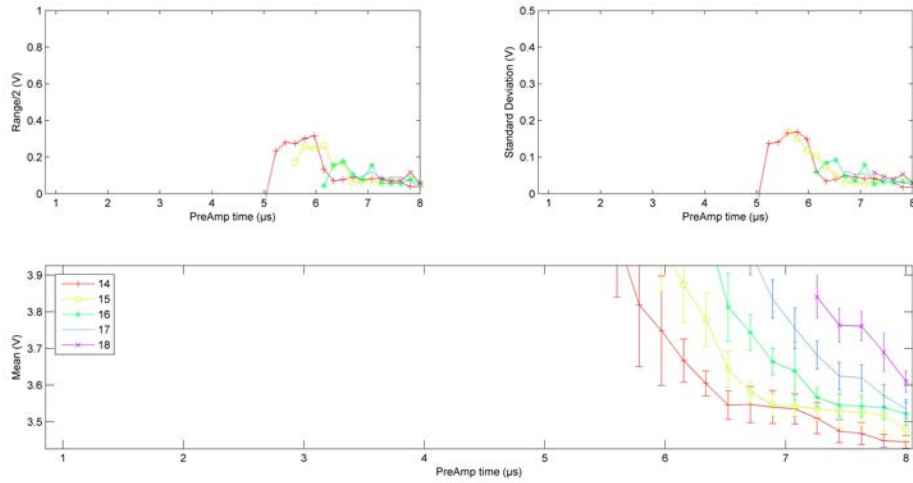 1
0.8
0.6
0.4
0.2
0
Range/2 (V)
1 2 3 4 5 6 7 8
PreAmp time (µs)
0.5
0.4
0.3
0.2
0.1
0
Standard Deviation (V)
1 2 3 4 5 6 7 8
PreAmp time (µs)
3.9
3.8
3.7
3.6
3.5
Mean (V)
14
15
16
17
18
1 2 3 4 5 6 7 8
PreAmp time (µs)